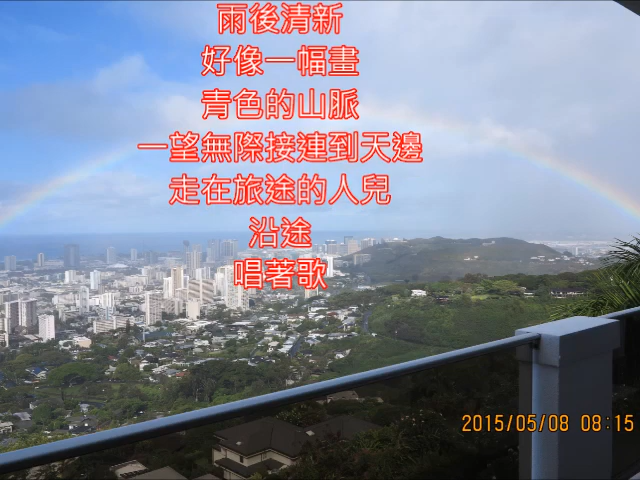 雨後清新
好像一幅畫
青色的山脈
一望無際接連到天邊
走在旅途的人兒
沿途
唱著歌
2015/05/08 08:15